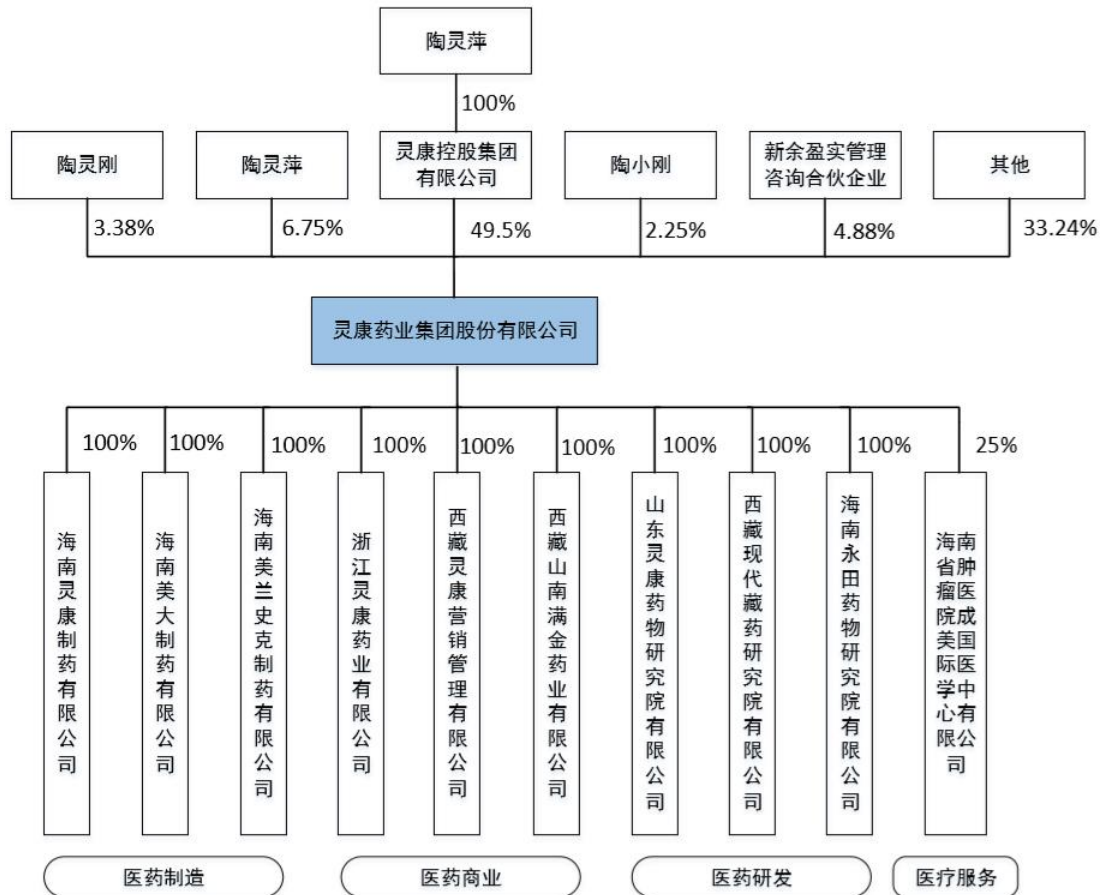 陶灵萍
100%
陶灵刚
陶灵萍
灵康控股集团
有限公司
陶小刚
新余盈实管理
咨询合伙企业
其他
3.38%
6.75%
49.5%
2.25%
4.88%
33.24%
灵康药业集团股份有限公司
100%
100%
100%
100%
100%
100%
100%
100%
100%
25%
海南灵康制药有限公司
海南美大制药有限公司
海南美兰史克制药有限公司
浙江灵康药业有限公司
西藏灵康营销管理有限公司
西藏山南满金药业有限公司
山东灵康药物研究院有限公司
西藏现代藏药研究院有限公司
海南永田药物研究院有限公司
海南
省肿
瘤医
院成
美国
际医
学中
心有
限公
司
医药制造
医药商业
医药研发
医疗服务